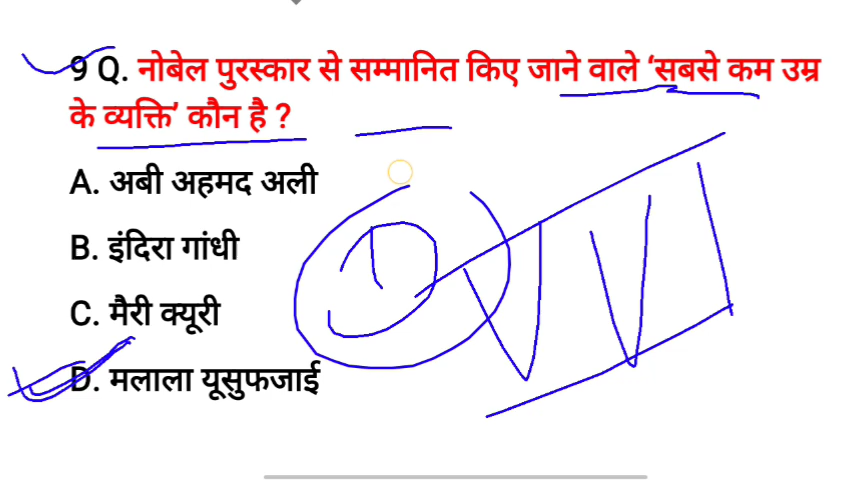 9 Q. नोबेल पुरस्कार से सम्मानित किए जाने वाले ‘सबसे कम उम्र
के व्यक्ति’ कौन है ?
A. अबी अहमद अली
B. इंदिरा गांधी
C. मैरी क्यूरी
D. मलाला यूसुफजाई